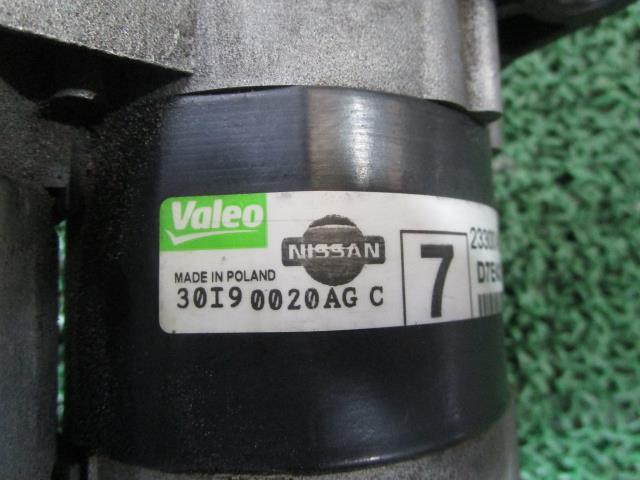 Valeo
NISSAN
MADE IN POLAND
30I90020AG C
7